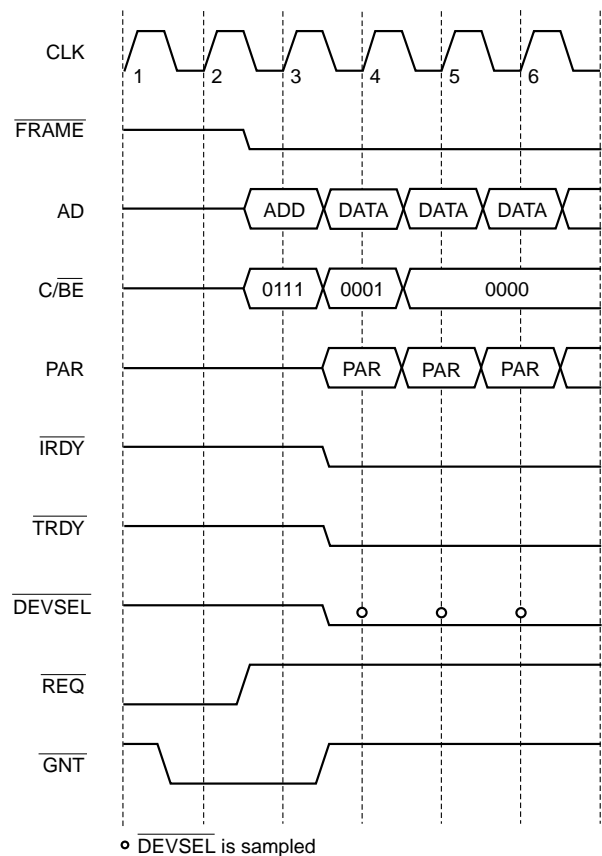 CLK
1 2 3 4 5 6
FRAME
AD
ADD DATA DATA DATA
C/BE
0111 0001 0000
PAR
PAR PAR PAR
IRDY
TRDY
DEVSEL
REQ
GNT
DEVSEL is sampled